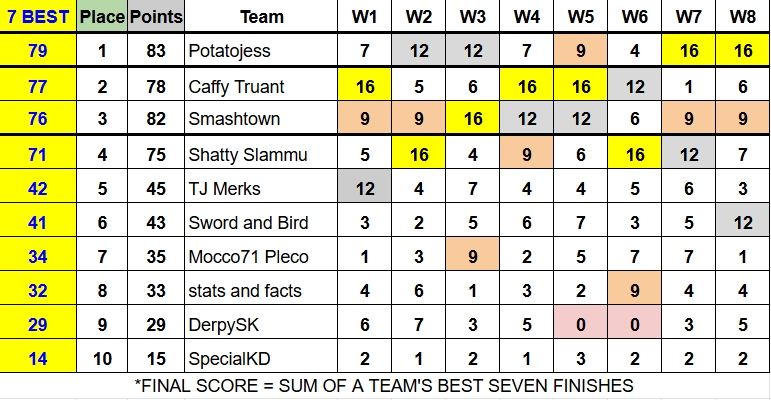 7 BEST Place Points Team W1 W2 W3 W4 W5 W6 W7 W8
79 1 83 Potatojess 7 12 12 7 9 4 16 16
77 2 78 Caffy Truant 16 5 6 16 16 12 1 6
76 3 82 Smashtown 9 9 16 12 12 6 9 9
71 4 75 Shatty Slammu 5 16 4 9 6 16 12 7
42 5 45 TJ Merks 12 4 7 4 4 5 6 3
41 6 43 Sword and Bird 3 2 5 6 7 3 5 12
34 7 35 Mocco71 Pleco 1 3 9 2 5 7 7 1
32 8 33 stats and facts 4 6 1 3 2 9 4 4
29 9 29 DerpySK 6 7 3 5 0 0 3 5
14 10 15 SpecialKD 2 1 2 1 3 2 2 2
*FINAL SCORE = SUM OF A TEAM'S BEST SEVEN FINISHES